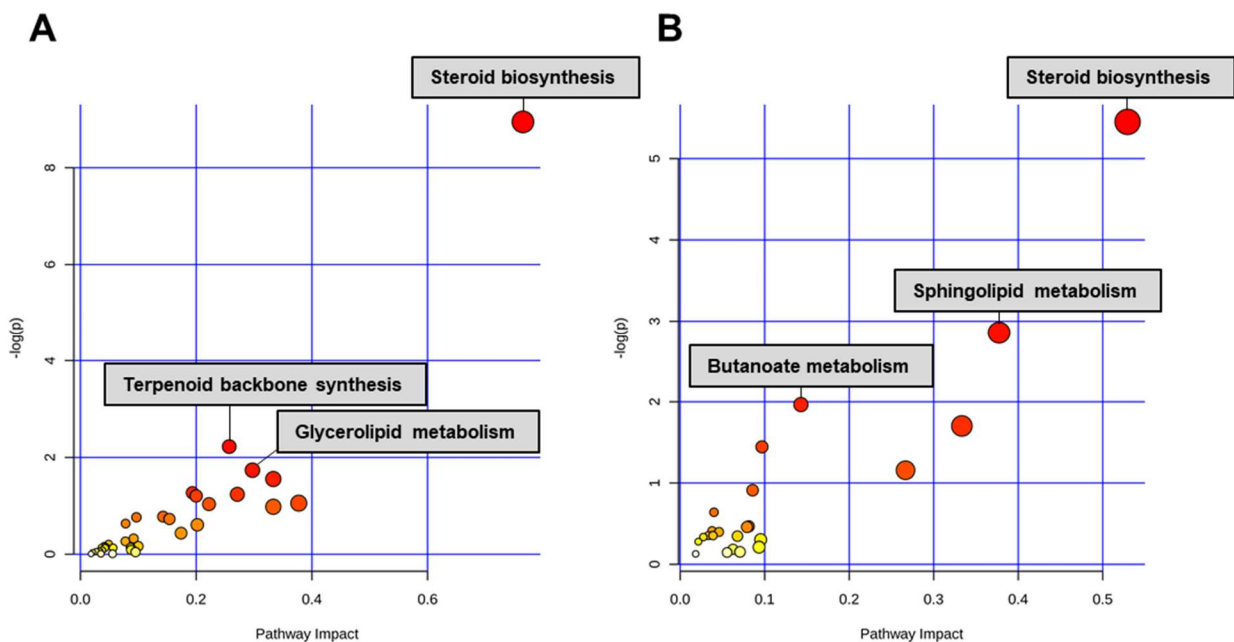 A
Steroid biosynthesis
8
6
4
2
0
-log(p)
Terpenoid backbone synthesis
Glycerolipid metabolism
0.0 0.2 0.4 0.6
Pathway Impact
B
Steroid biosynthesis
5
4
3
2
1
0
-log(p)
Sphingolipid metabolism
Butanoate metabolism
0.0 0.1 0.2 0.3 0.4 0.5
Pathway Impact